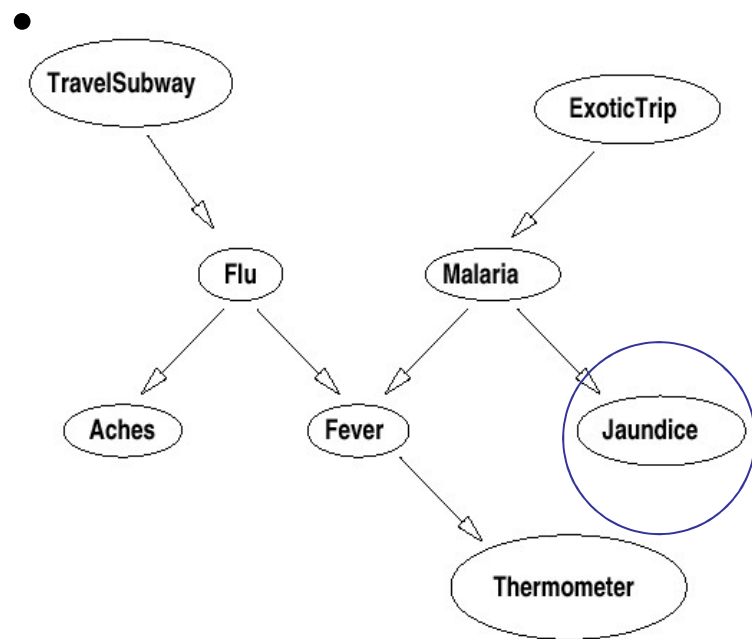 TravelSubway
ExoticTrip
Flu
Malaria
Aches
Fever
Jaundice
Thermometer